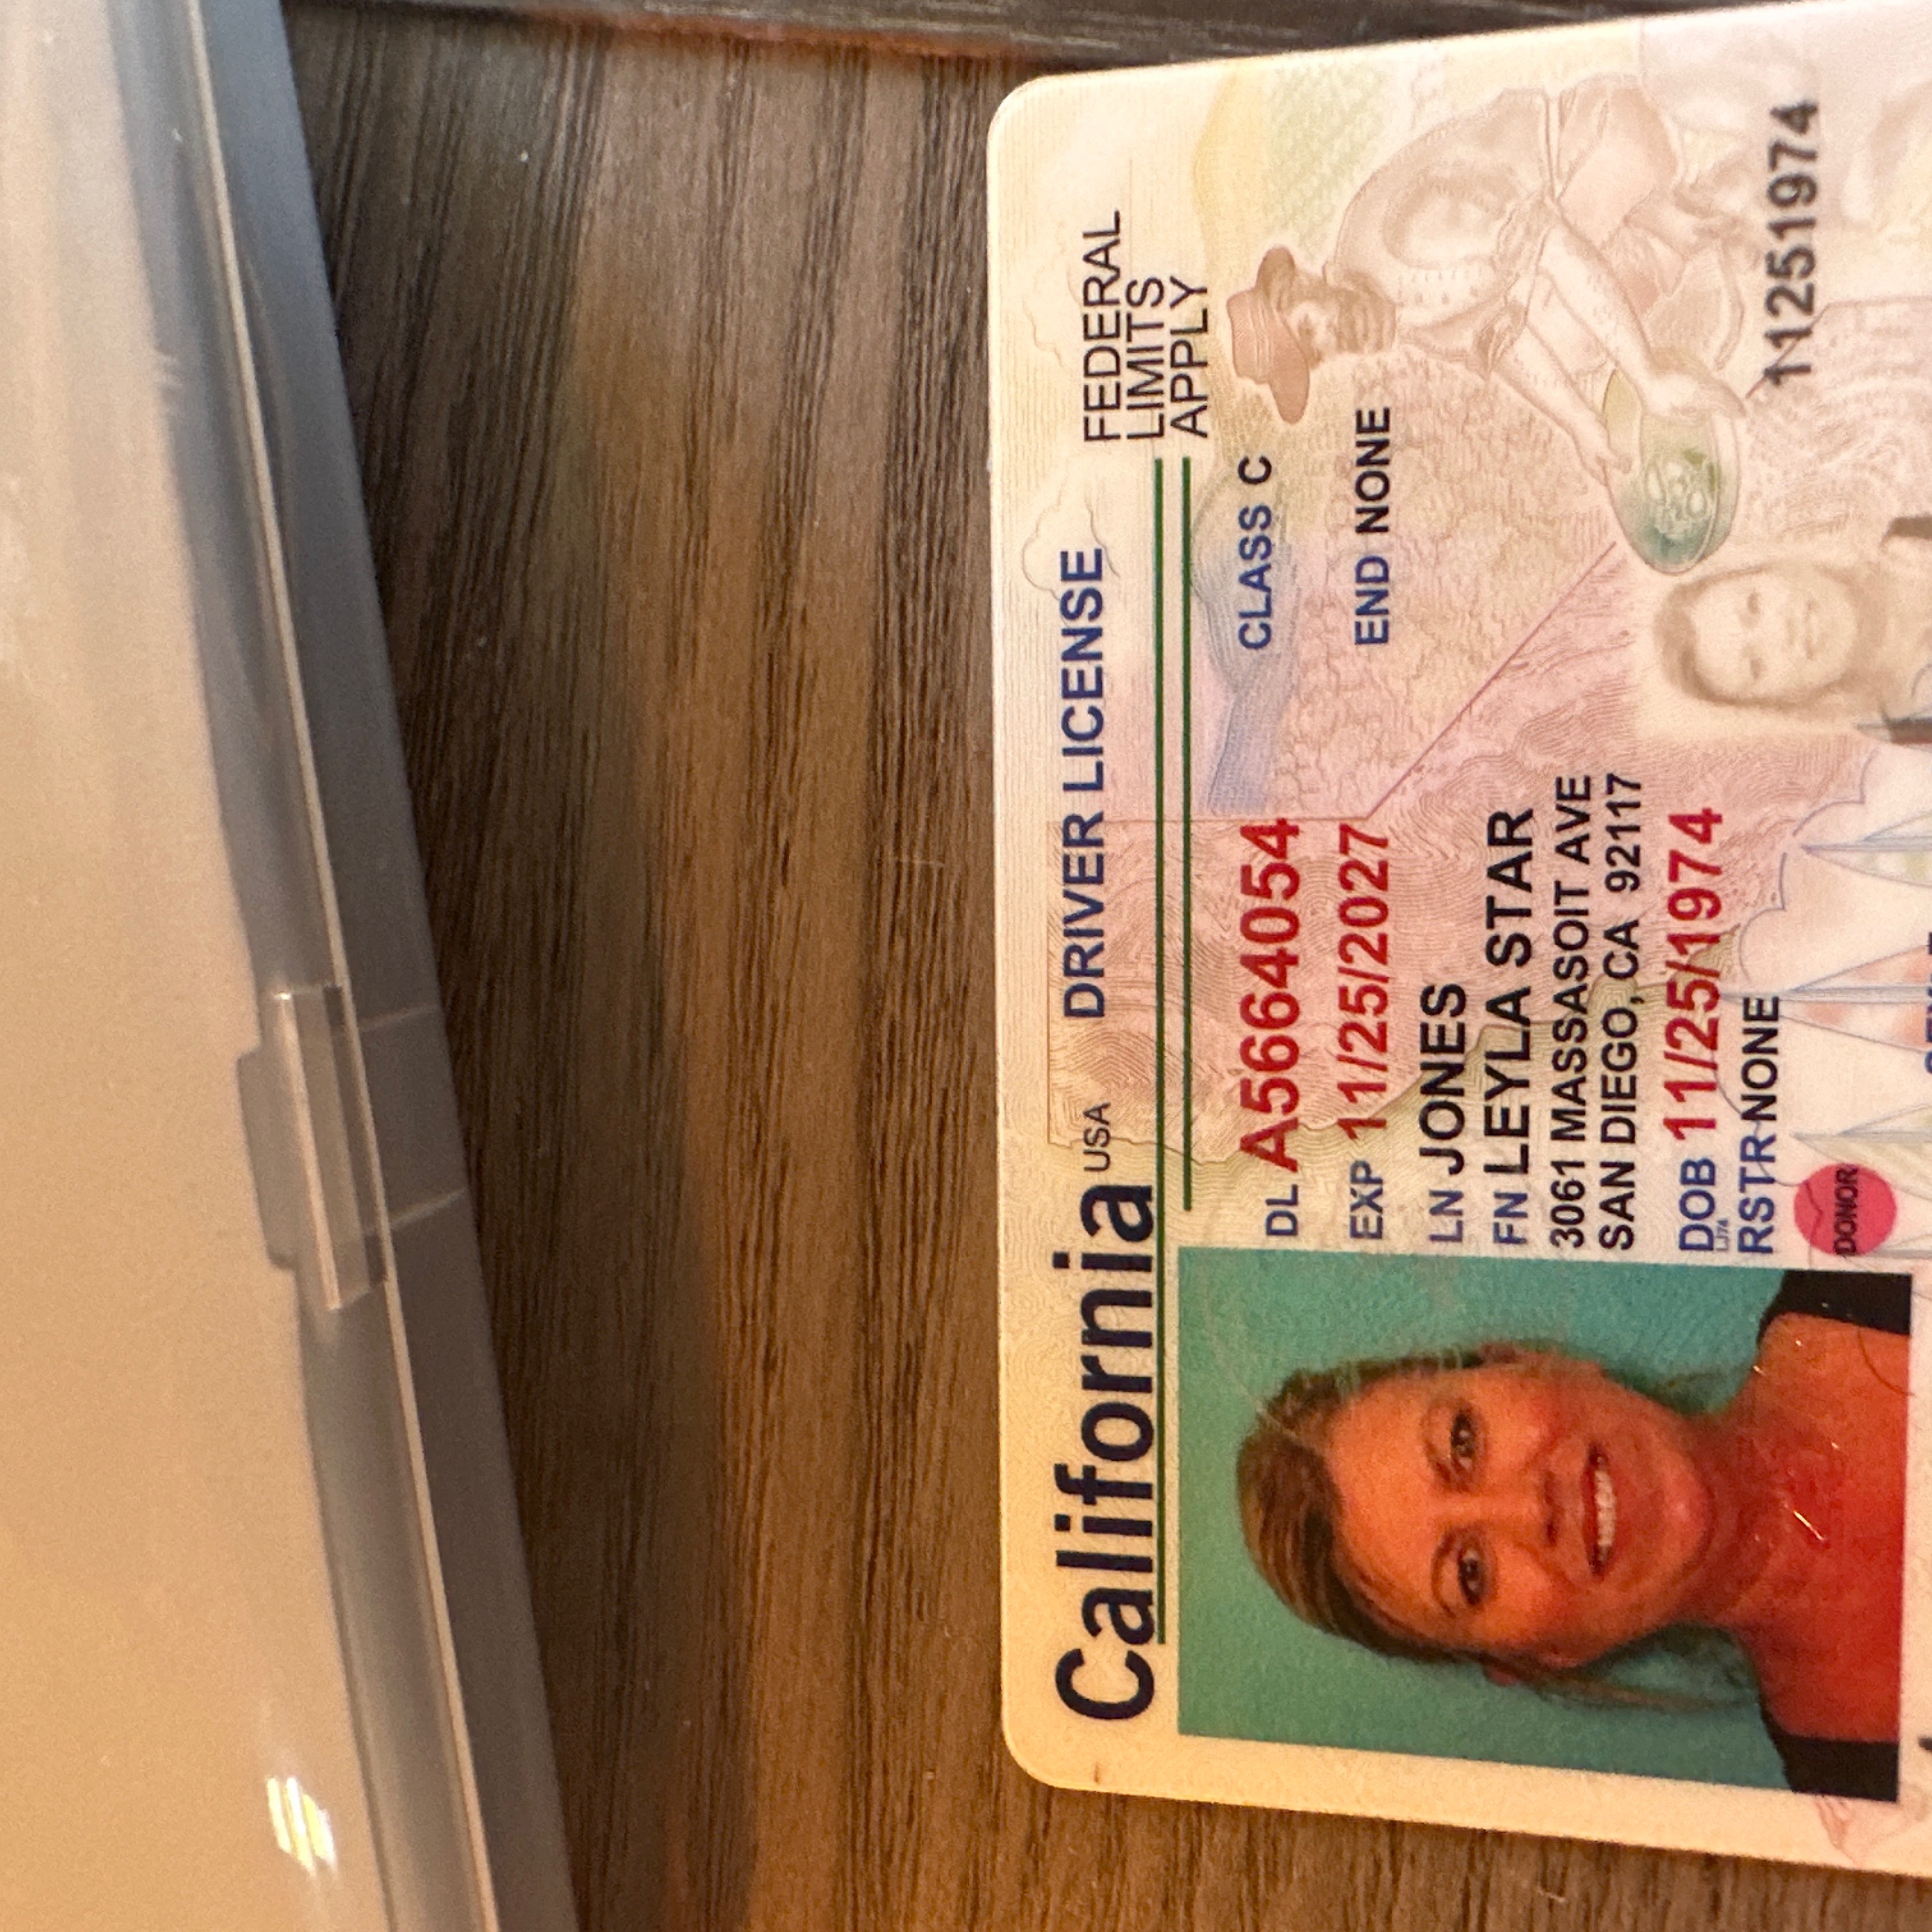 California USA DRIVER LICENSE
FEDERAL
LIMITS
APPLY
DL A5664054
CLASS C
EXP 11/25/2027
END NONE
LN JONES
FN LEYLA STAR
3061 MASSASOIT AVE
SAN DIEGO, CA 92117
DOB 11/25/1974
RSTR NONE
11251974
DONOR